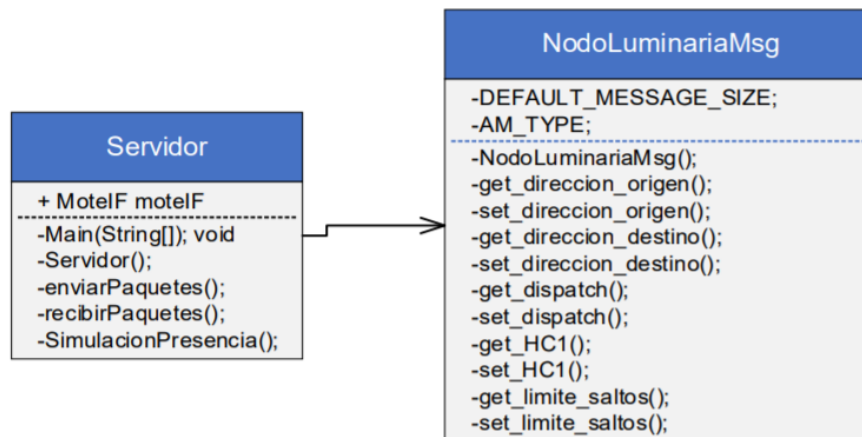 Servidor
+ MoteIF moteIF
-Main(String[]); void
-Servidor();
-enviarPaquetes();
-recibirPaquetes();
-SimulacionPresencia();
NodoLuminariaMsg
-DEFAULT_MESSAGE_SIZE;
-AM_TYPE;
-NodoLuminariaMsg();
-get_direccion_origen();
-set_direccion_origen();
-get_direccion_destino();
-set_direccion_destino();
-get_dispatch();
-set_dispatch();
-get_HC1();
-set_HC1();
-get_limite_saltos();
-set_limite_saltos();